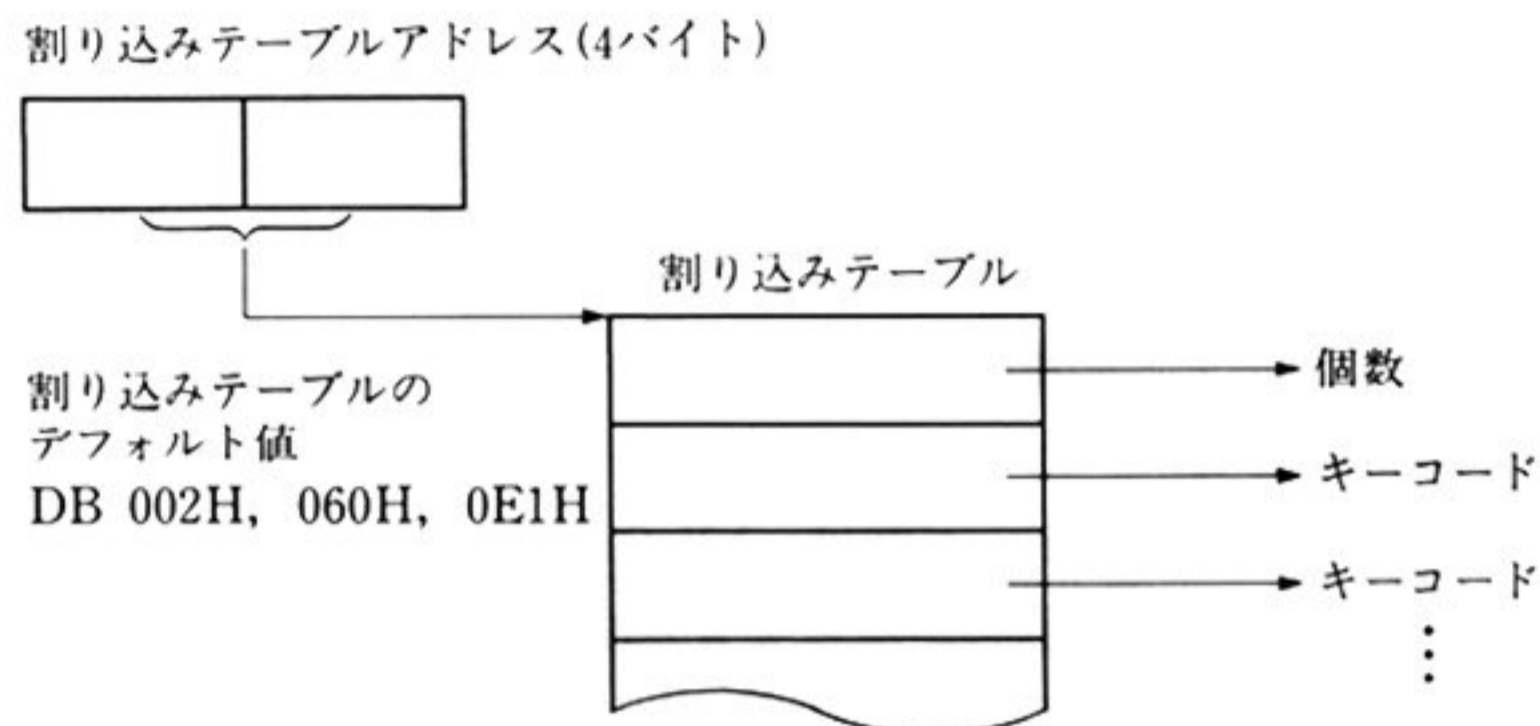 割り込みテーブルアドレス(4バイト)
割り込みテーブル
個数
割り込みテーブルの
デフォルト値
DB 002H, 060H, 0E1H
キーコード
キーコード
⋮